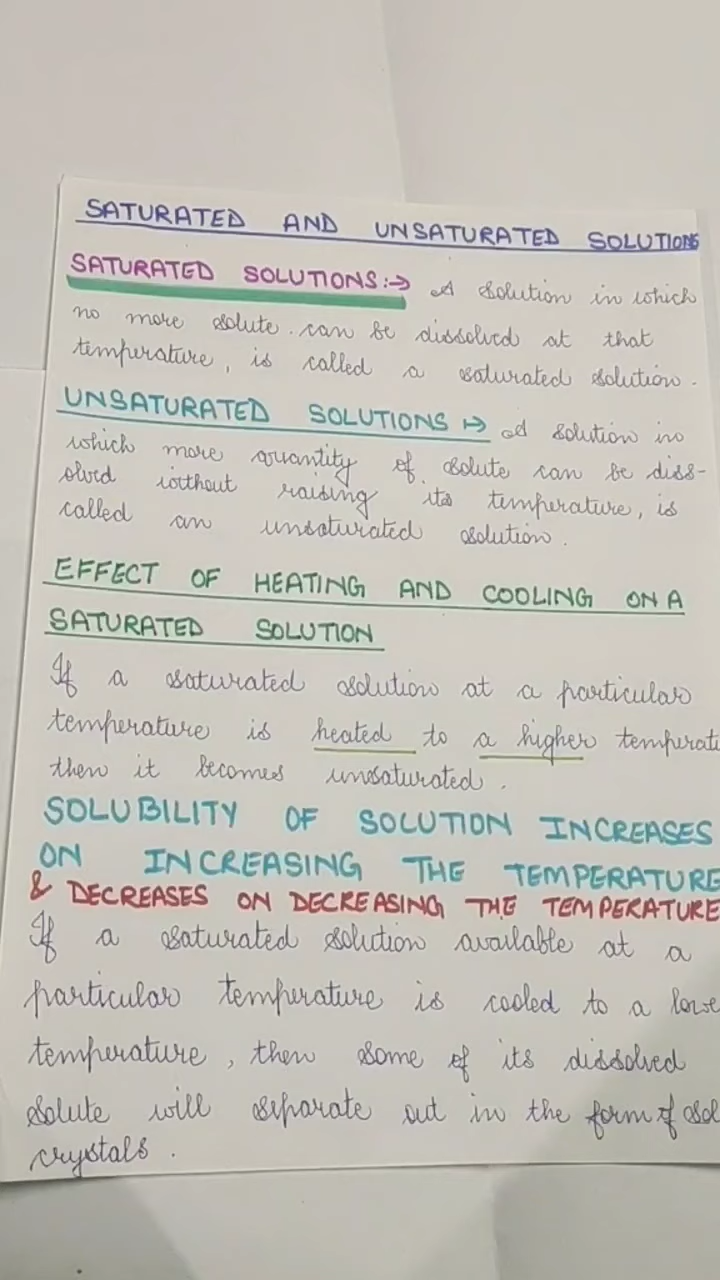 SATURATED AND UNSATURATED SOLUTIONS
SATURATED SOLUTIONS:→ A solution in which
no more solute can be dissolved at that
temperature, is called a saturated solution.
UNSATURATED SOLUTIONS → A solution in
which more quantity of solute can be diss-
olved without raising its temperature, is
called an unsaturated solution.
EFFECT OF HEATING AND COOLING ON A
SATURATED SOLUTION
If a saturated solution at a particular
temperature is heated to a higher temperat
then it becomes unsaturated.
SOLUBILITY OF SOLUTION INCREASES
ON INCREASING THE TEMPERATURE
& DECREASES ON DECREASING THE TEMPERATURE
If a saturated solution available at a
particular temperature is cooled to a lowe
temperature, then some of its dissolved
solute will separate out in the form of sol
crystals.